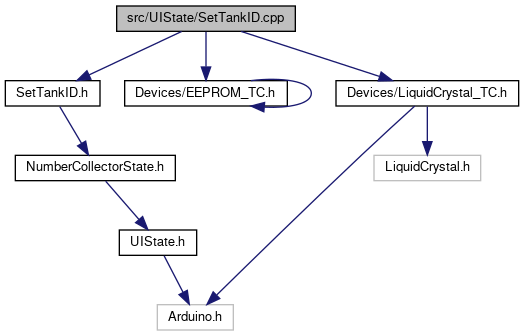 src/UIState/SetTankID.cpp
SetTankID.h
Devices/EEPROM_TC.h
Devices/LiquidCrystal_TC.h
NumberCollectorState.h
LiquidCrystal.h
UIState.h
Arduino.h